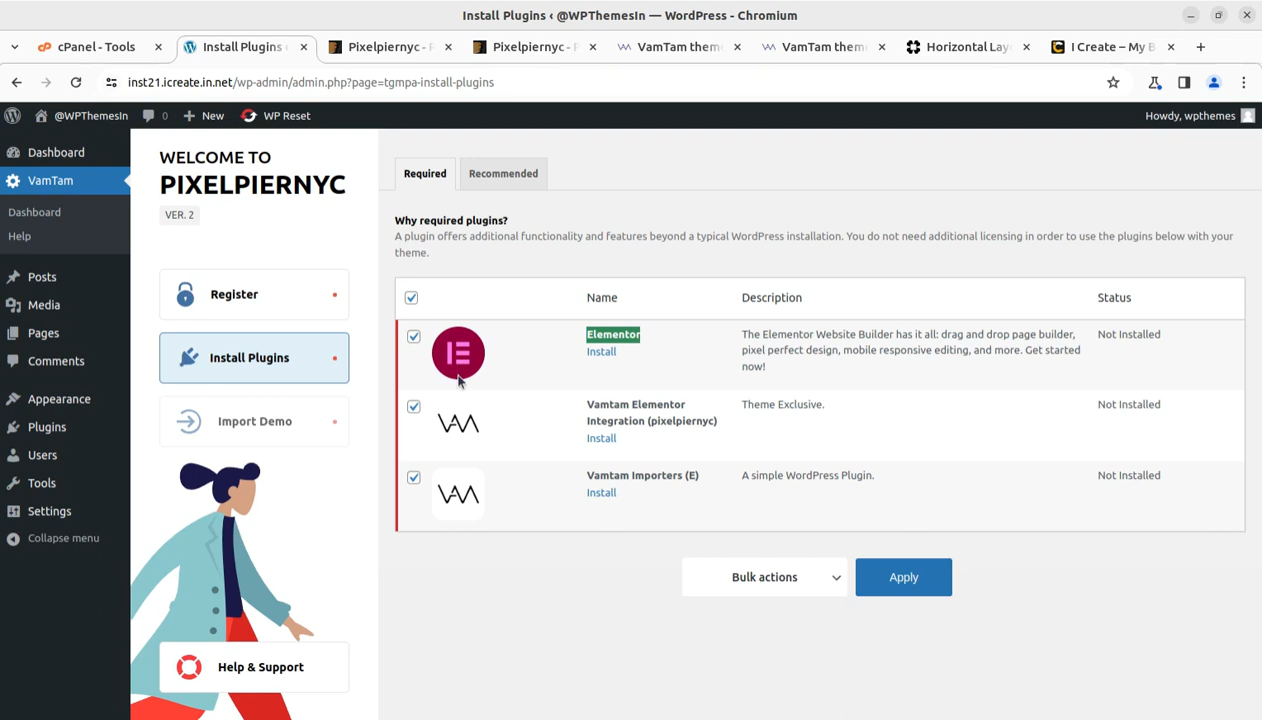 Install Plugins ‹ @WPThemesIn — WordPress - Chromium
cPanel - Tools
Install Plugins
Pixelpiernyc -
Pixelpiernyc -
VamTam them
VamTam them
Horizontal Lay
I Create – My B
inst21.icreate.in.net/wp-admin/admin.php?page=tgmpa-install-plugins
@WPThemesIn
0
New
WP Reset
Howdy, wpthemes
Dashboard
VamTam
Dashboard
Help
Posts
Media
Pages
Comments
Appearance
Plugins
Users
Tools
Settings
Collapse menu
WELCOME TO
PIXELPIERNYC
VER. 2
Register
Install Plugins
Import Demo
Help & Support
Required
Recommended
Why required plugins?
A plugin offers additional functionality and features beyond a typical WordPress installation. You do not need additional licensing in order to use the plugins below with your
theme.
Name
Description
Status
Elementor
Install
The Elementor Website Builder has it all: drag and drop page builder,
pixel perfect design, mobile responsive editing, and more. Get started
now!
Not Installed
Vamtam Elementor
Integration (pixelpiernyc)
Install
Theme Exclusive.
Not Installed
Vamtam Importers (E)
Install
A simple WordPress Plugin.
Not Installed
Bulk actions
Apply